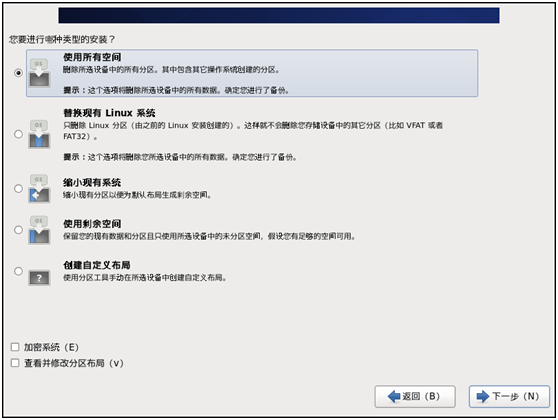 您要进行哪种类型的安装？
使用所有空间
删除所选设备中的所有分区。其中包含其它操作系统创建的分区。
提示：这个选项将删除所选设备中的所有数据。确定您进行了备份。
替换现有 Linux 系统
只删除 Linux 分区（由之前的 Linux 安装创建的）。这样就不会删除您存储设备中的其它分区（比如 VFAT 或者
FAT32）。
提示：这个选项将删除您所选设备中的所有数据。确定您进行了备份。
缩小现有系统
缩小现有分区以便为默认布局生成剩余空间。
使用剩余空间
保留您的现有数据和分区且只使用所选设备中的未分区空间，假设您有足够的空间可用。
创建自定义布局
?
使用分区工具手动在所选设备中创建自定义布局。
加密系统（E）
查看并修改分区布局（v）
返回（B）
下一步（N）